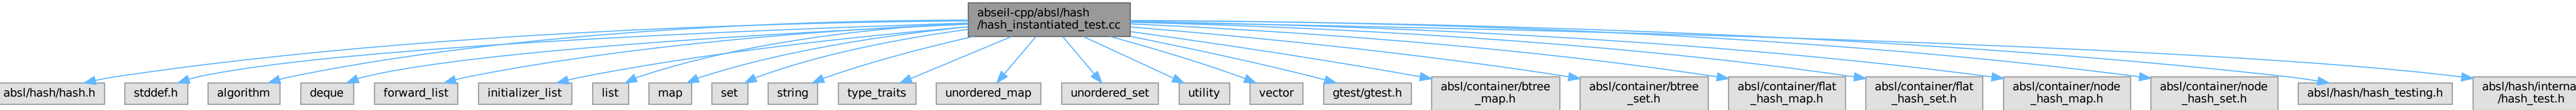 abseil-cpp/absl/hash
/hash_instantiated_test.cc
absl/hash/hash.h
stddef.h
algorithm
deque
forward_list
initializer_list
list
map
set
string
type_traits
unordered_map
unordered_set
utility
vector
gtest/gtest.h
absl/container/btree
_map.h
absl/container/btree
_set.h
absl/container/flat
_hash_map.h
absl/container/flat
_hash_set.h
absl/container/node
_hash_map.h
absl/container/node
_hash_set.h
absl/hash/hash_testing.h
absl/hash/intern
/hash_test.h